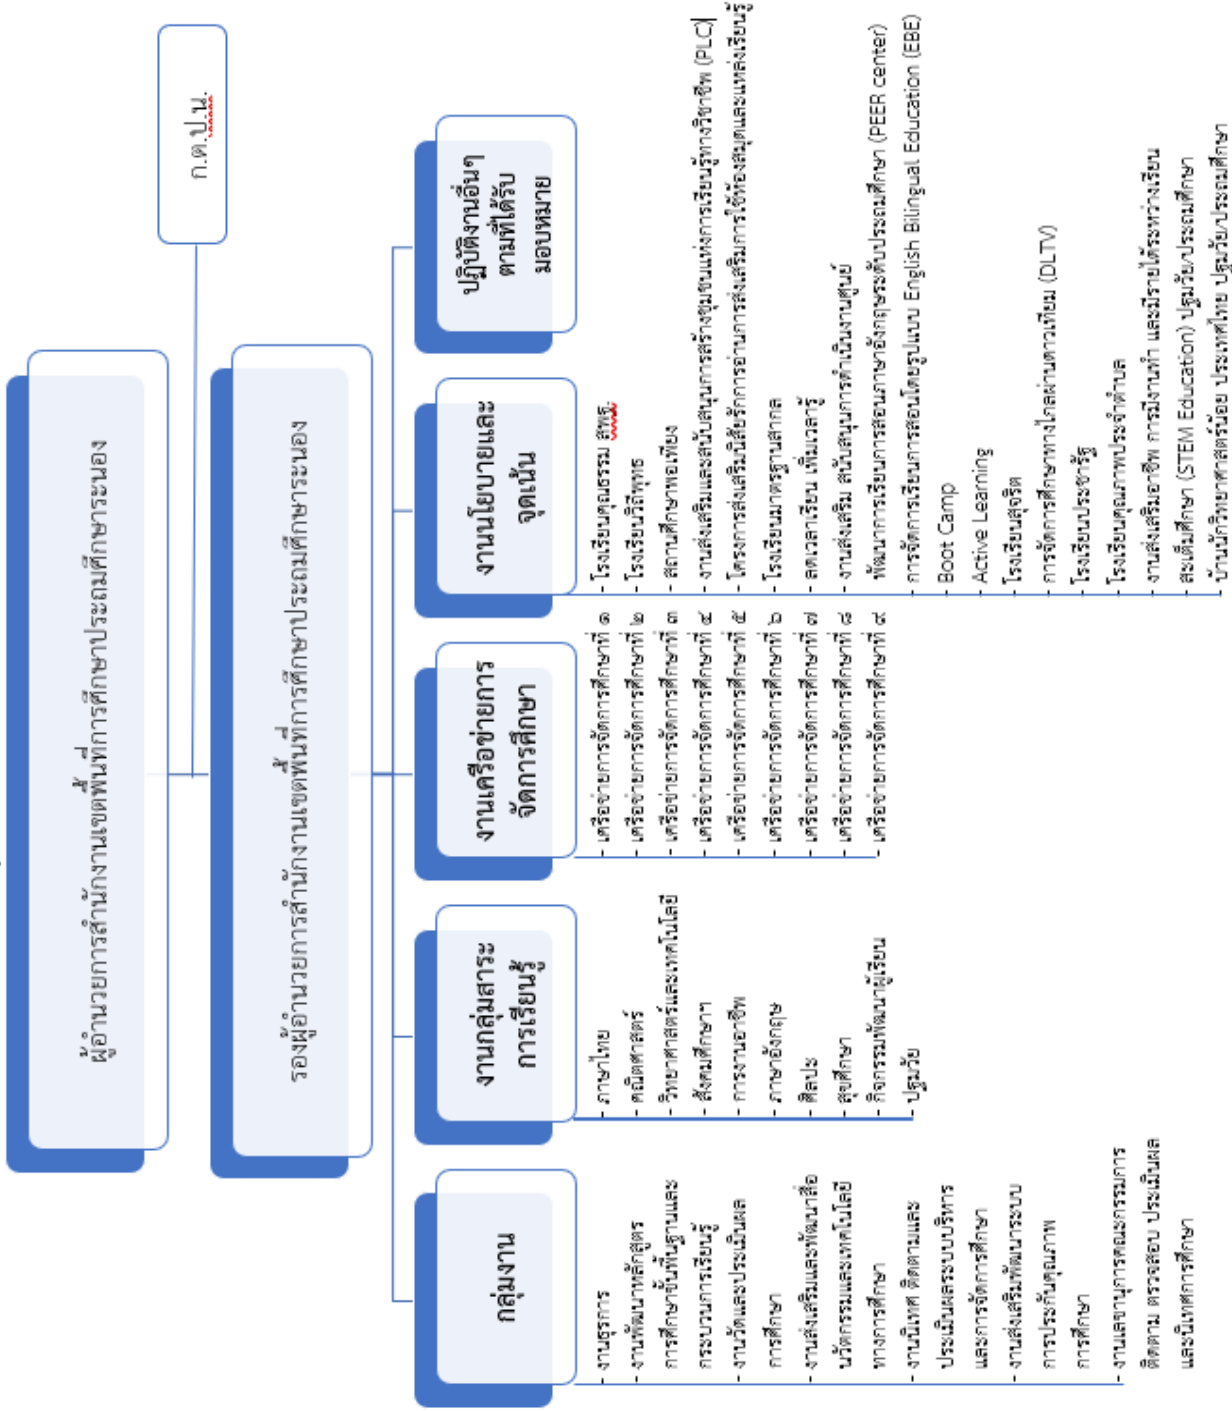 ผู้อำนวยการสำนักงานเขตพื้นที่การศึกษาประถมศึกษาระนอง
ก.ต.ป.น.
รองผู้อำนวยการสำนักงานเขตพื้นที่การศึกษาประถมศึกษาระนอง
กลุ่มงาน
- งานธุรการ
- งานพัฒนาหลักสูตร
การศึกษาขั้นพื้นฐานและ
กระบวนการเรียนรู้
- งานวัดและประเมินผล
การศึกษา
- งานส่งเสริมและพัฒนาสื่อ
นวัตกรรมและเทคโนโลยี
ทางการศึกษา
- งานนิเทศ ติดตามและ
ประเมินผลระบบบริหาร
และการจัดการศึกษา
- งานส่งเสริมพัฒนาระบบ
การประกันคุณภาพ
การศึกษา
- งานเลขานุการคณะกรรมการ
ติดตาม ตรวจสอบ ประเมินผล
และนิเทศการศึกษา
งานกลุ่มสาระ
การเรียนรู้
- ภาษาไทย
- คณิตศาสตร์
- วิทยาศาสตร์และเทคโนโลยี
- สังคมศึกษาฯ
- การงานอาชีพ
- ภาษาอังกฤษ
- ศิลปะ
- สุขศึกษา
- กิจกรรมพัฒนาผู้เรียน
- ปฐมวัย
งานเครือข่ายการ
จัดการศึกษา
- เครือข่ายการจัดการศึกษาที่ ๑
- เครือข่ายการจัดการศึกษาที่ ๒
- เครือข่ายการจัดการศึกษาที่ ๓
- เครือข่ายการจัดการศึกษาที่ ๔
- เครือข่ายการจัดการศึกษาที่ ๕
- เครือข่ายการจัดการศึกษาที่ ๖
- เครือข่ายการจัดการศึกษาที่ ๗
- เครือข่ายการจัดการศึกษาที่ ๘
- เครือข่ายการจัดการศึกษาที่ ๙
งานนโยบายและ
จุดเน้น
- โรงเรียนคุณธรรม สพฐ.
- โรงเรียนวิถีพุทธ
- สถานศึกษาพอเพียง
- งานส่งเสริมและสนับสนุนการสร้างชุมชนแห่งการเรียนรู้ทางวิชาชีพ (PLC)
- โครงการส่งเสริมนิสัยรักการอ่านการส่งเสริมการใช้ห้องสมุดและแหล่งเรียนรู้
- โรงเรียนมาตรฐานสากล
- ลดเวลาเรียน เพิ่มเวลารู้
- งานส่งเสริม สนับสนุนการดำเนินงานศูนย์
พัฒนาการเรียนการสอนภาษาอังกฤษระดับประถมศึกษา (PEER center)
- การจัดการเรียนการสอนโดยรูปแบบ English Bilingual Education (EBE)
- Boot Camp
- Active Learning
- โรงเรียนสุจริต
- การจัดการศึกษาทางไกลผ่านดาวเทียม (DLTV)
- โรงเรียนประชารัฐ
- โรงเรียนคุณภาพประจำตำบล
- งานส่งเสริมอาชีพ การมีงานทำ และมีรายได้ระหว่างเรียน
- สะเต็มศึกษา (STEM Education) ปฐมวัย/ประถมศึกษา
- บ้านนักวิทยาศาสตร์น้อย ประเทศไทย ปฐมวัย/ประถมศึกษา
ปฏิบัติงานอื่นๆ
ตามที่ได้รับ
มอบหมาย